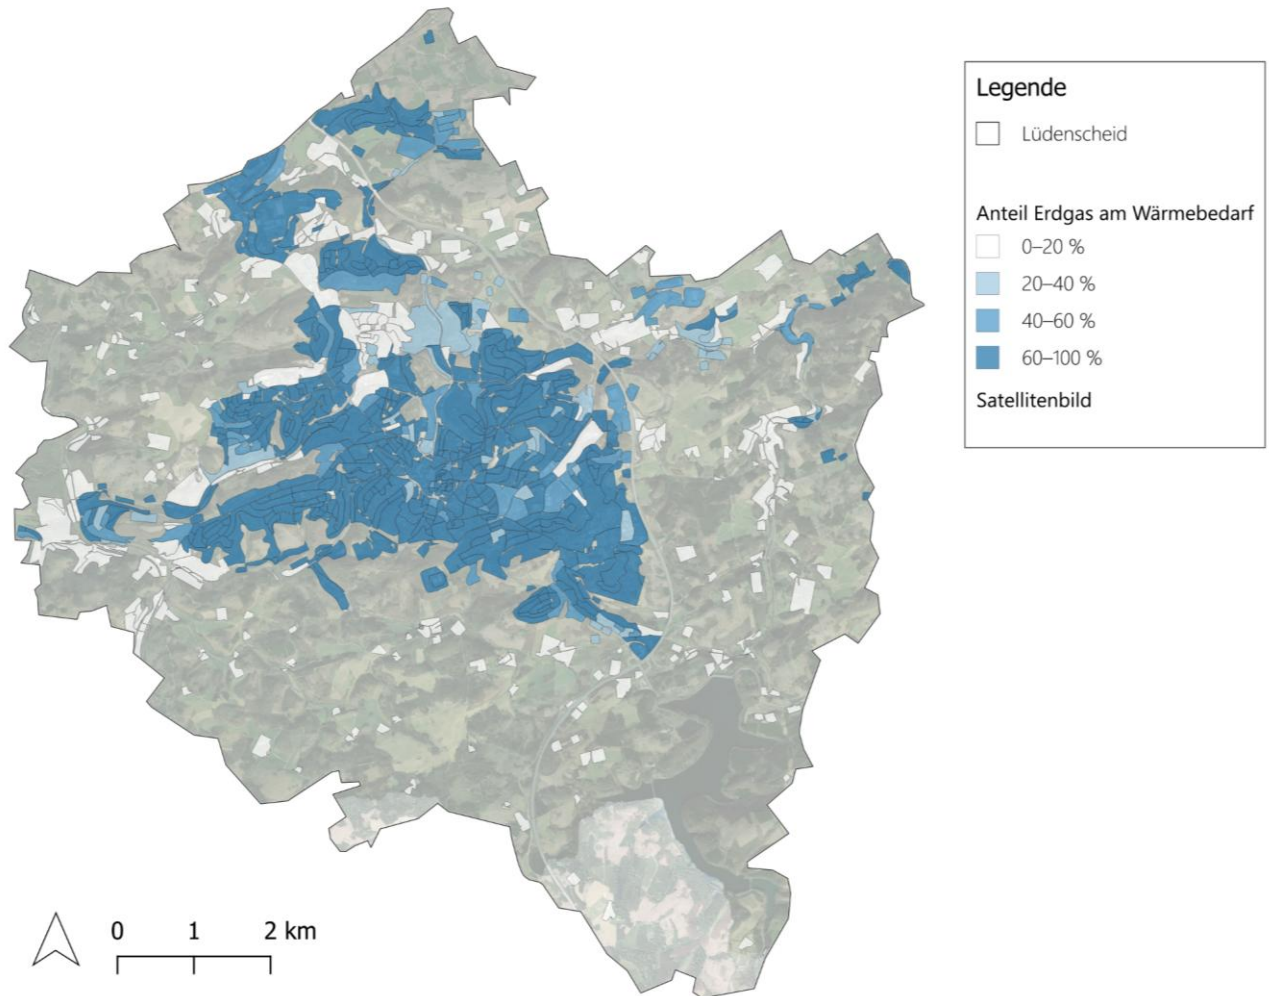 Legende
Lüdenscheid
Anteil Erdgas am Wärmebedarf
0–20 %
20–40 %
40–60 %
60–100 %
Satellitenbild
0 1 2 km